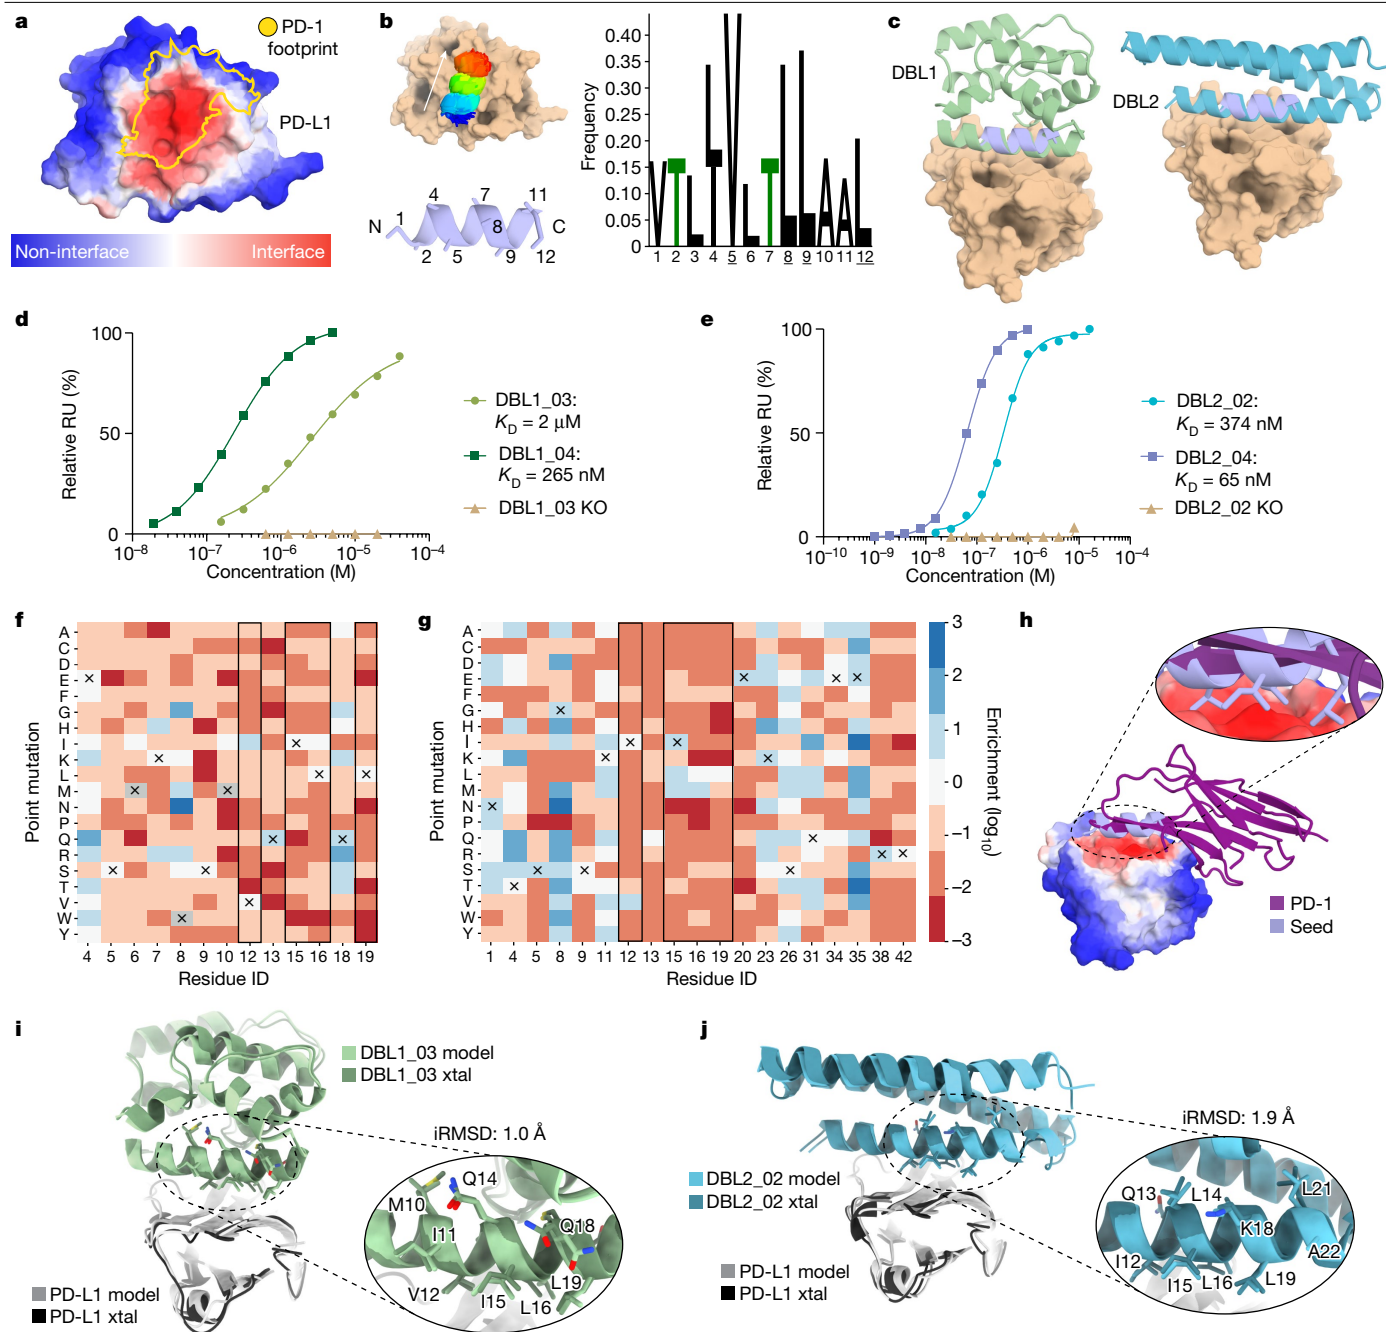 a
PD-1
footprint
PD-L1
Non-interface
Interface
b
N
1
4
7
11
C
8
2
5
9
12
Frequency
0.40
0.35
0.30
0.25
0.20
0.15
0.10
0.05
0
1 2 3 4 5 6 7 8 9 10 11 12
c
DBL1
DBL2
d
Relative RU (%)
100
50
0
10⁻⁸ 10⁻⁷ 10⁻⁶ 10⁻⁵ 10⁻⁴
Concentration (M)
DBL1_03:
K_D = 2 μM
DBL1_04:
K_D = 265 nM
DBL1_03 KO
e
Relative RU (%)
100
50
0
10⁻¹⁰ 10⁻⁹ 10⁻⁸ 10⁻⁷ 10⁻⁶ 10⁻⁵ 10⁻⁴
Concentration (M)
DBL2_02:
K_D = 374 nM
DBL2_04:
K_D = 65 nM
DBL2_02 KO
f
Point mutation
A
C
D
E
F
G
H
I
K
L
M
N
P
Q
R
S
T
V
W
Y
4 5 6 7 8 9 10 12 13 15 16 18 19
Residue ID
g
Point mutation
A
C
D
E
F
G
H
I
K
L
M
N
P
Q
R
S
T
V
W
Y
1 4 5 8 9 11 12 13 15 16 19 20 23 26 31 34 35 38 42
Residue ID
3
2
1
0
−1
−2
−3
Enrichment (log₁₀)
h
PD-1
Seed
i
DBL1_03 model
DBL1_03 xtal
iRMSD: 1.0 Å
M10
Q14
I11
Q18
V12
I15
L16
L19
PD-L1 model
PD-L1 xtal
j
iRMSD: 1.9 Å
DBL2_02 model
DBL2_02 xtal
Q13
L14
L21
K18
A22
I12
I15
L16
L19
PD-L1 model
PD-L1 xtal